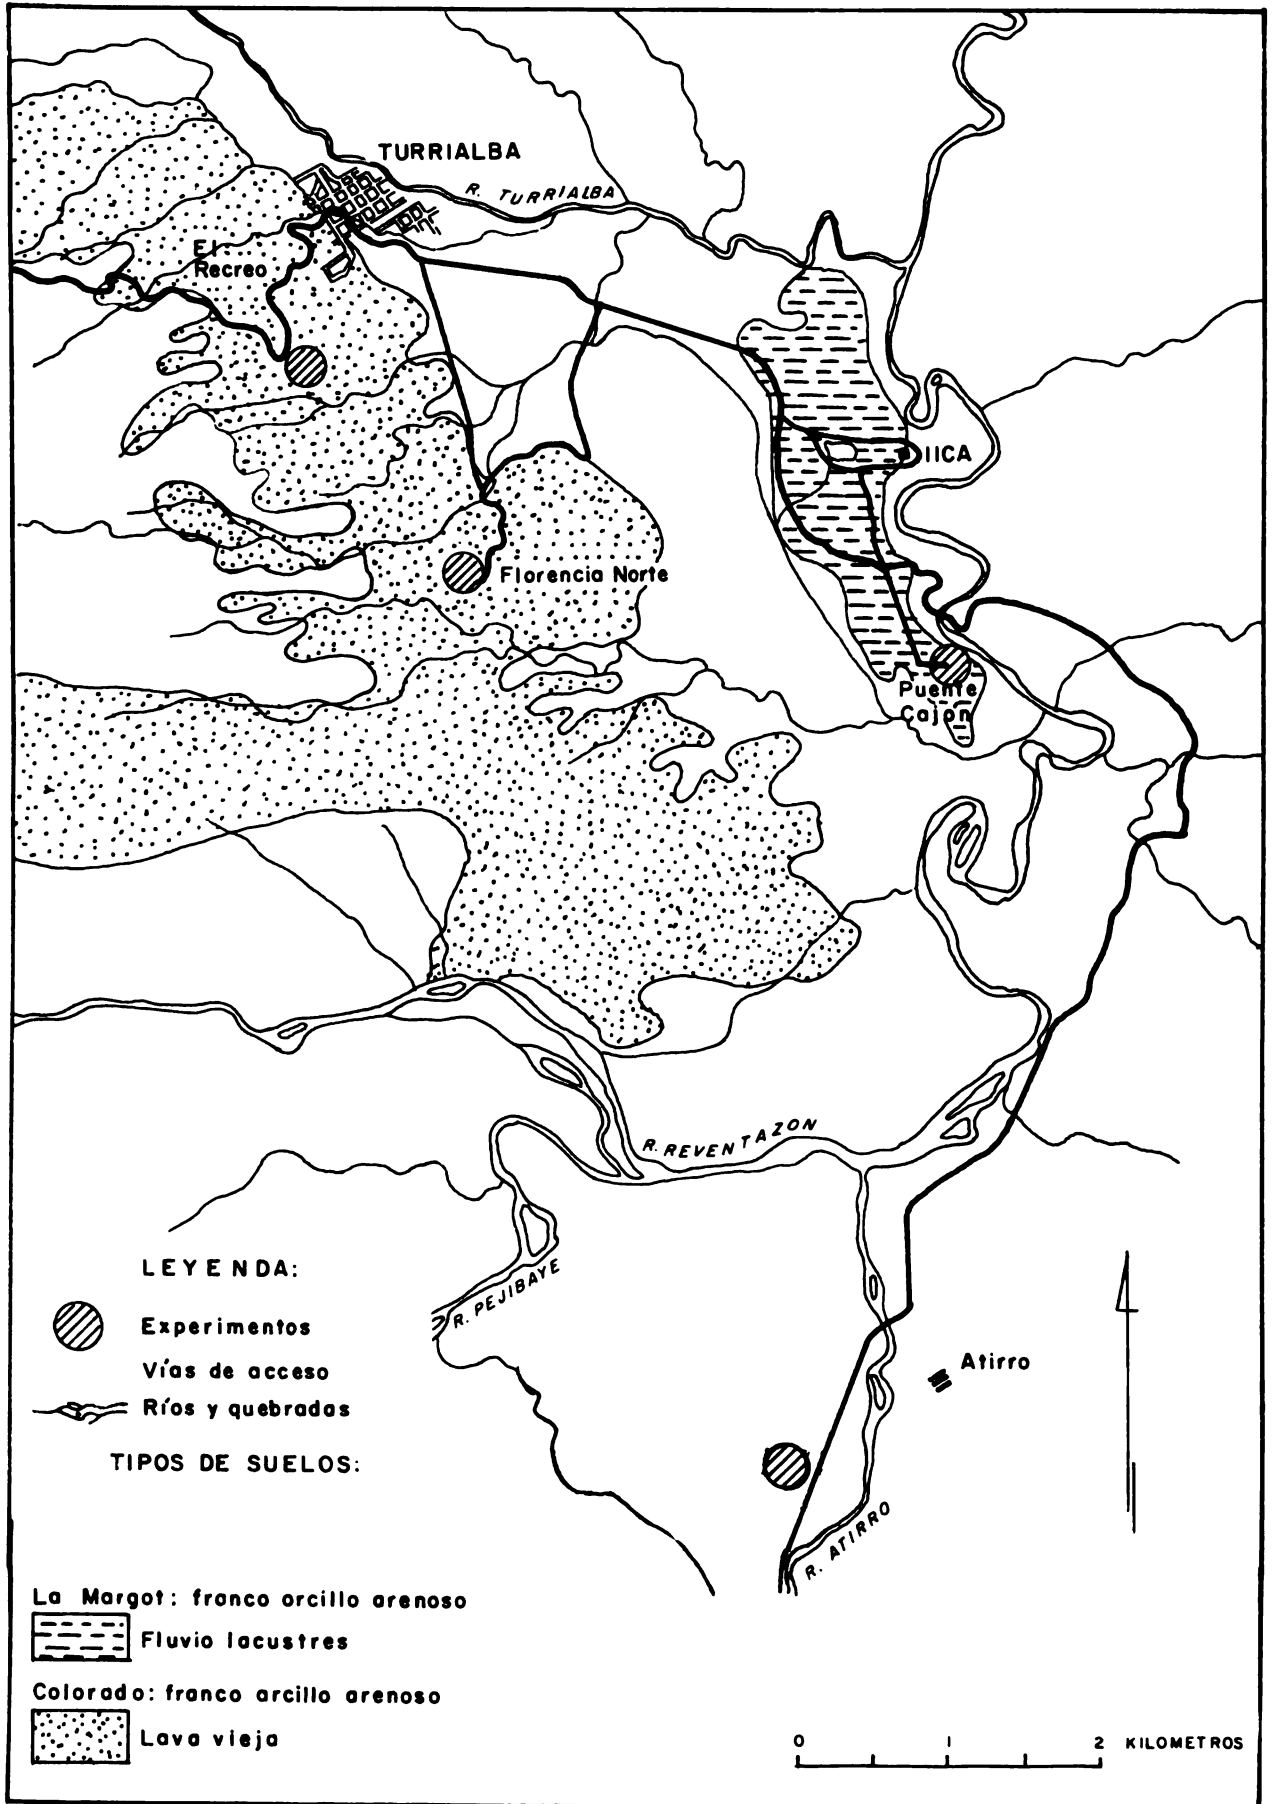 TURRIALBA
R. TURRIALBA
El
Recreo
IICA
Florencia Norte
Puente
Cajon
R. REVENTAZON
LEYENDA:
R. PEJIBAYE
Experimentos
Vías de acceso
Atirro
Ríos y quebradas
TIPOS DE SUELOS:
R. ATIRRO
La Margot: franco orcillo arenoso
Fluvio lacustres
Colorado: franco arcillo arenoso
Lava vieja
0 1 2 KILOMETROS